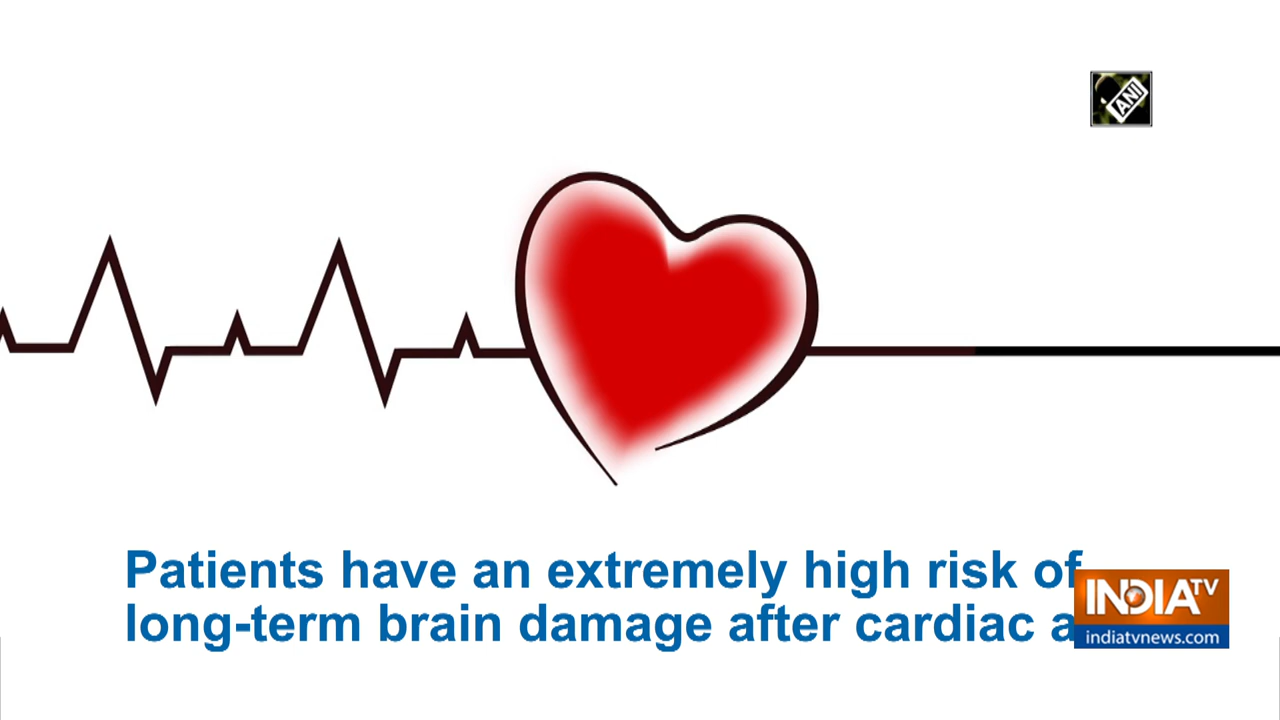 ANI
Patients have an extremely high risk of
long-term brain damage after cardiac a
INDIA TV
indiatvnews.com